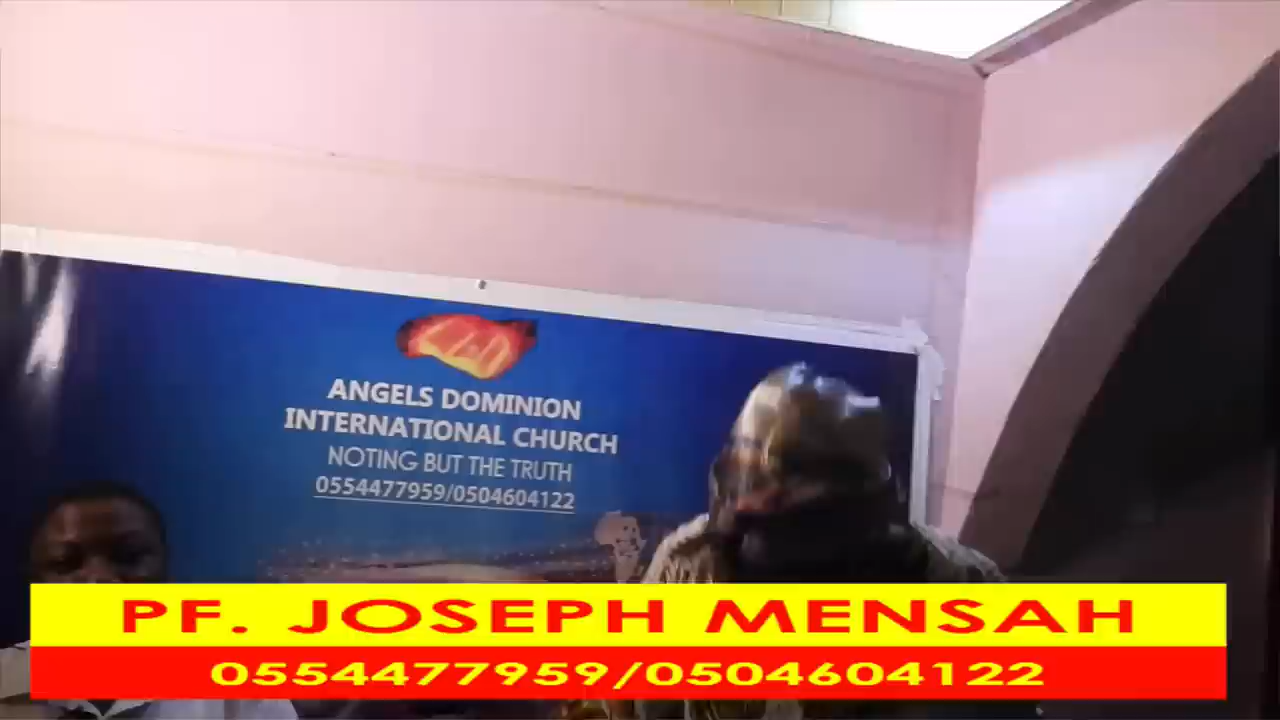 ANGELS DOMINION
INTERNATIONAL CHURCH
NOTING BUT THE TRUTH
0554477959/0504604122
PF. JOSEPH MENSAH
0554477959/0504604122